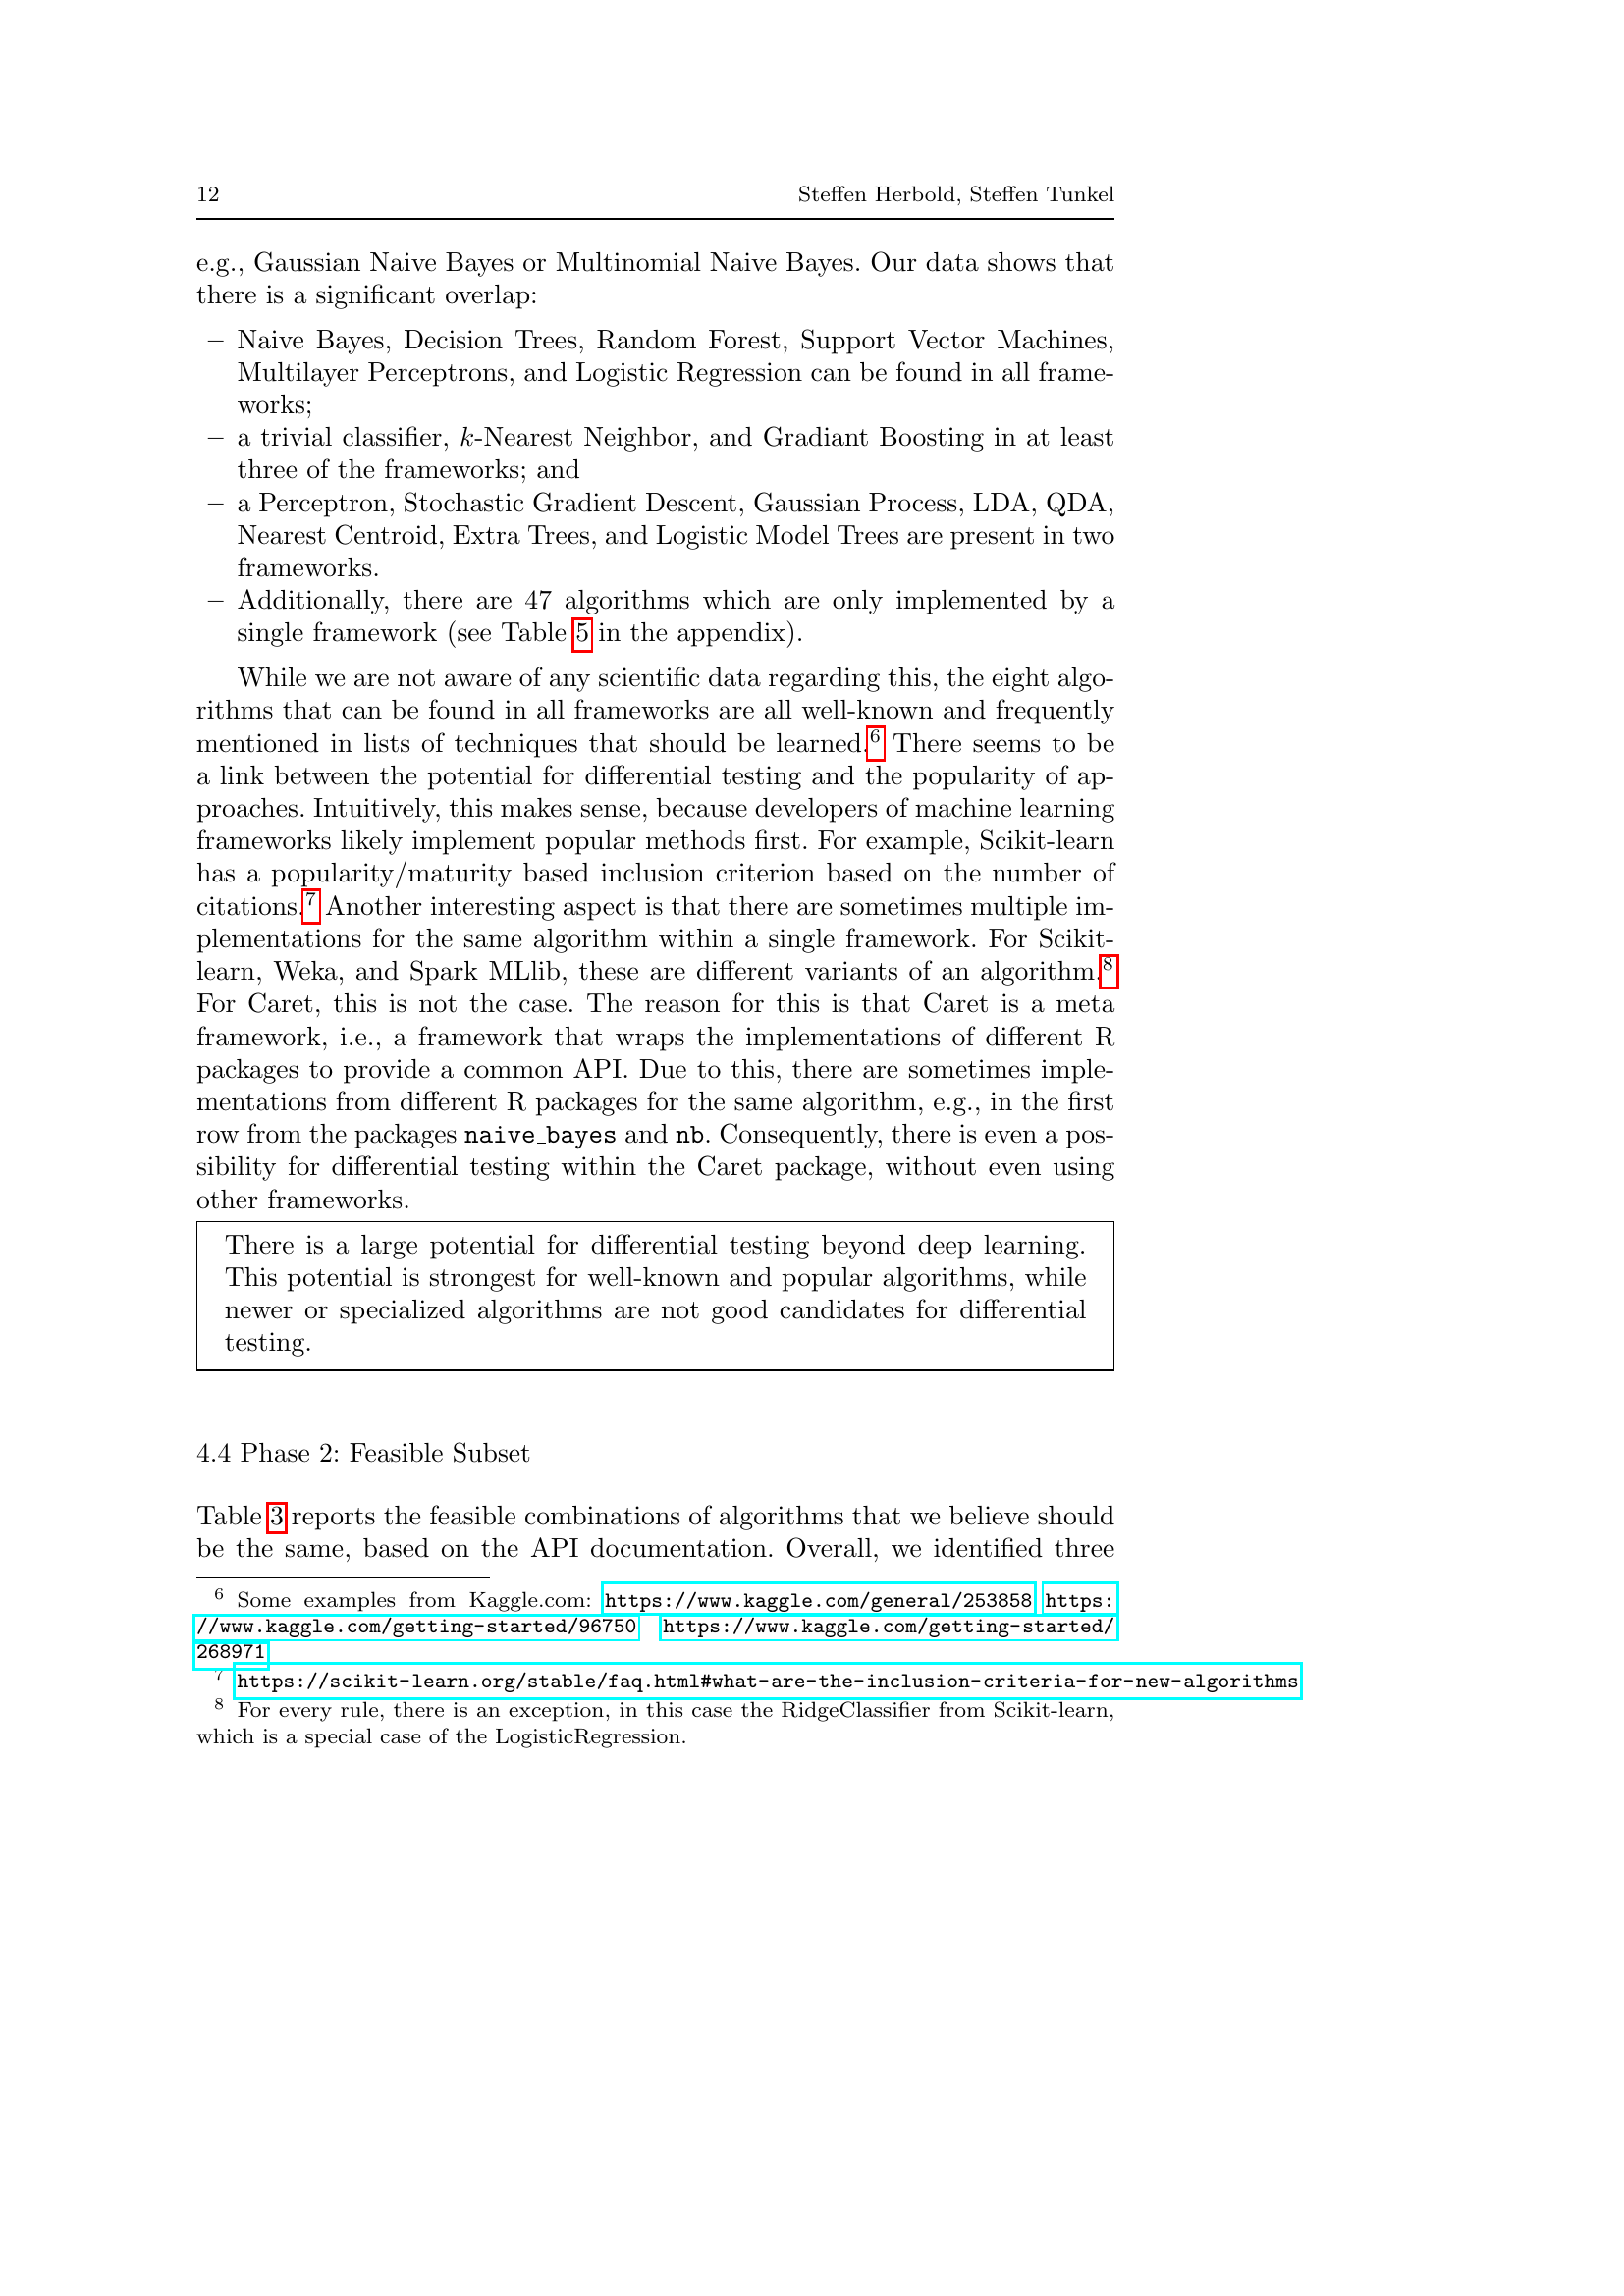 12
Steffen Herbold, Steffen Tunkel
e.g., Gaussian Naive Bayes or Multinomial Naive Bayes. Our data shows that
there is a significant overlap:
– Naive Bayes, Decision Trees, Random Forest, Support Vector Machines,
Multilayer Perceptrons, and Logistic Regression can be found in all frame-
works;
– a trivial classifier, k-Nearest Neighbor, and Gradiant Boosting in at least
three of the frameworks; and
– a Perceptron, Stochastic Gradient Descent, Gaussian Process, LDA, QDA,
Nearest Centroid, Extra Trees, and Logistic Model Trees are present in two
frameworks.
– Additionally, there are 47 algorithms which are only implemented by a
single framework (see Table 5 in the appendix).
While we are not aware of any scientific data regarding this, the eight algo-
rithms that can be found in all frameworks are all well-known and frequently
mentioned in lists of techniques that should be learned.6 There seems to be
a link between the potential for differential testing and the popularity of ap-
proaches. Intuitively, this makes sense, because developers of machine learning
frameworks likely implement popular methods first. For example, Scikit-learn
has a popularity/maturity based inclusion criterion based on the number of
citations.7 Another interesting aspect is that there are sometimes multiple im-
plementations for the same algorithm within a single framework. For Scikit-
learn, Weka, and Spark MLlib, these are different variants of an algorithm.8
For Caret, this is not the case. The reason for this is that Caret is a meta
framework, i.e., a framework that wraps the implementations of different R
packages to provide a common API. Due to this, there are sometimes imple-
mentations from different R packages for the same algorithm, e.g., in the first
row from the packages naive_bayes and nb. Consequently, there is even a pos-
sibility for differential testing within the Caret package, without even using
other frameworks.
There is a large potential for differential testing beyond deep learning.
This potential is strongest for well-known and popular algorithms, while
newer or specialized algorithms are not good candidates for differential
testing.
4.4 Phase 2: Feasible Subset
Table 3 reports the feasible combinations of algorithms that we believe should
be the same, based on the API documentation. Overall, we identified three
6 Some examples from Kaggle.com: https://www.kaggle.com/general/253858 https:
//www.kaggle.com/getting-started/96750 https://www.kaggle.com/getting-started/
268971
7 https://scikit-learn.org/stable/faq.html#what-are-the-inclusion-criteria-for-new-algorithms
8 For every rule, there is an exception, in this case the RidgeClassifier from Scikit-learn,
which is a special case of the LogisticRegression.